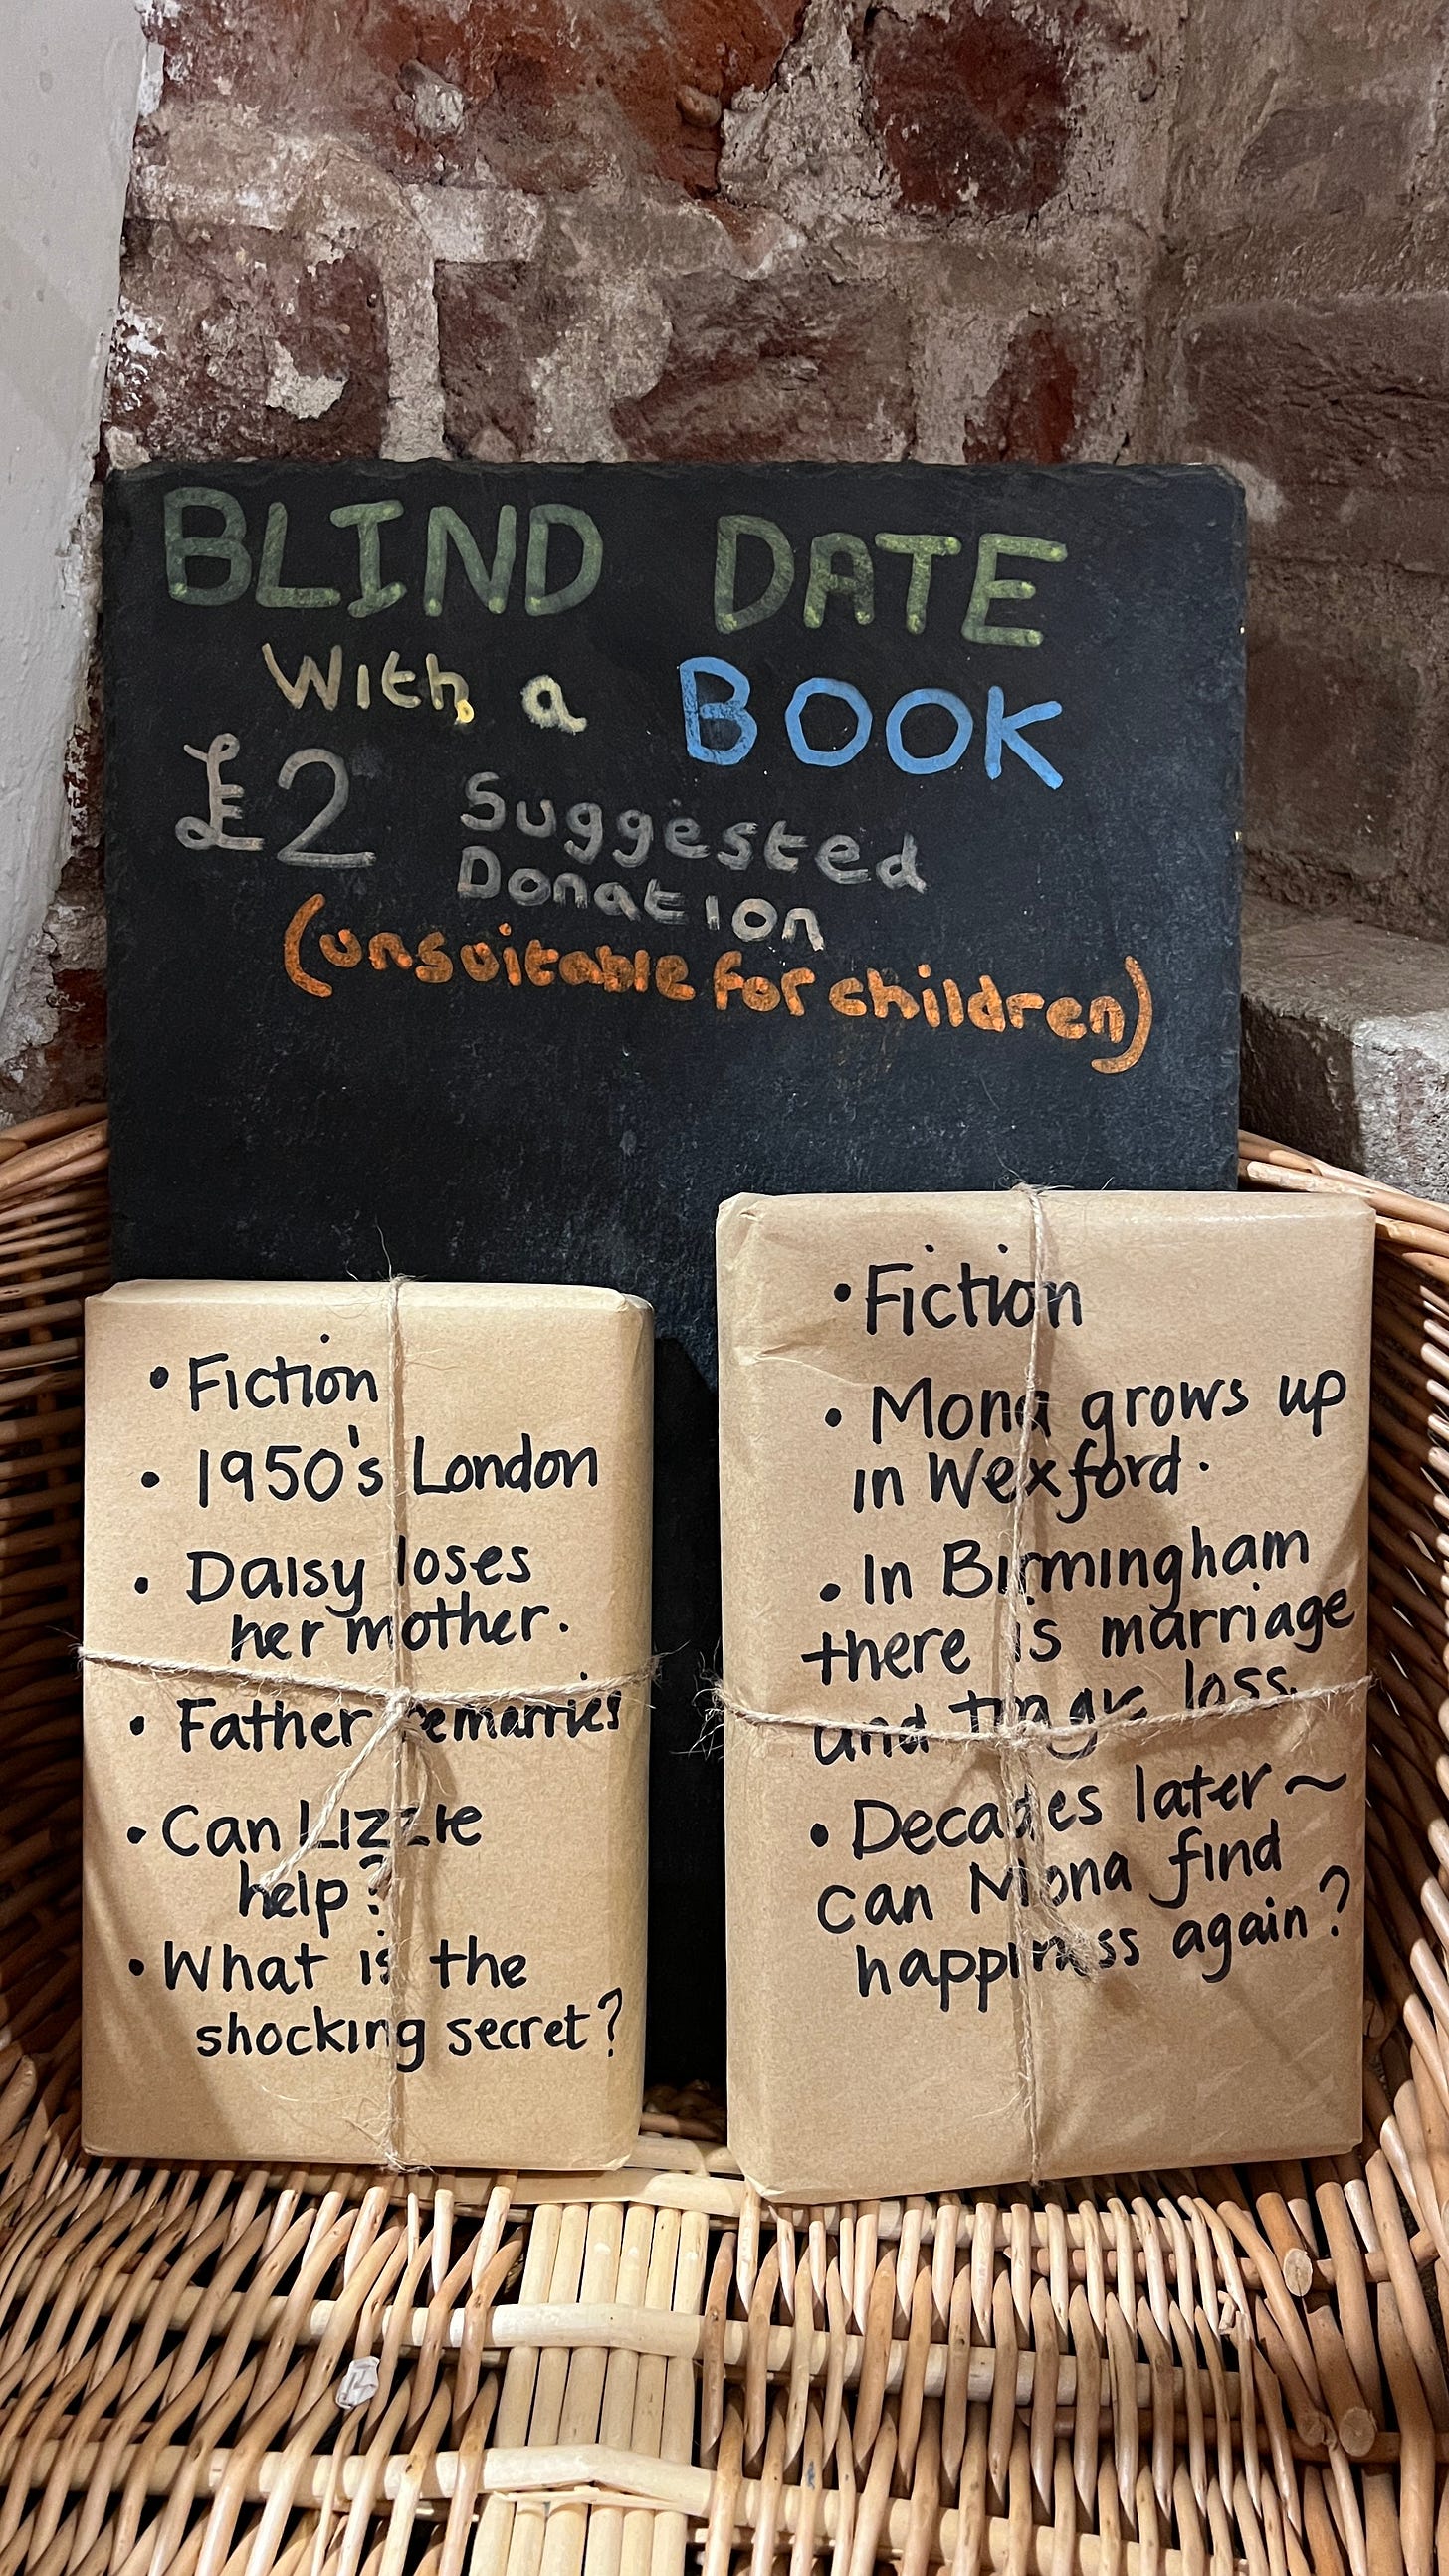 BLIND DATE
With a BOOK
£2 Suggested
Donation
(unsuitable for children)
• Fiction
• 1950's London
• Daisy loses
her mother.
• Father remarries
• Can Lizzie
help?
• What is the
shocking secret?
• Fiction
• Mona grows up
in Wexford.
• In Birmingham
there is marriage
and tragic loss.
• Decades later ~
can Mona find
happiness again?